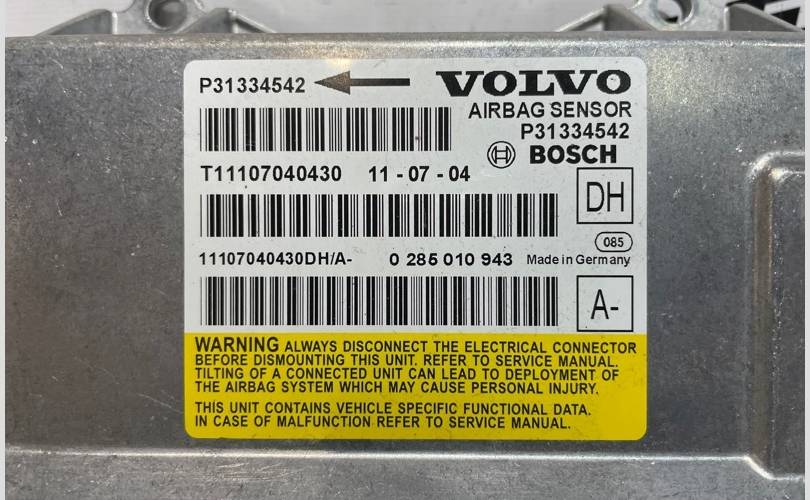 P31334542
VOLVO
AIRBAG SENSOR
P31334542
BOSCH
T11107040430 11 - 07 - 04
DH
085
11107040430DH/A- 0 285 010 943 Made in Germany
A-
WARNING ALWAYS DISCONNECT THE ELECTRICAL CONNECTOR
BEFORE DISMOUNTING THIS UNIT. REFER TO SERVICE MANUAL.
TILTING OF A CONNECTED UNIT CAN LEAD TO DEPLOYMENT OF
THE AIRBAG SYSTEM WHICH MAY CAUSE PERSONAL INJURY.
THIS UNIT CONTAINS VEHICLE SPECIFIC FUNCTIONAL DATA.
IN CASE OF MALFUNCTION REFER TO SERVICE MANUAL.